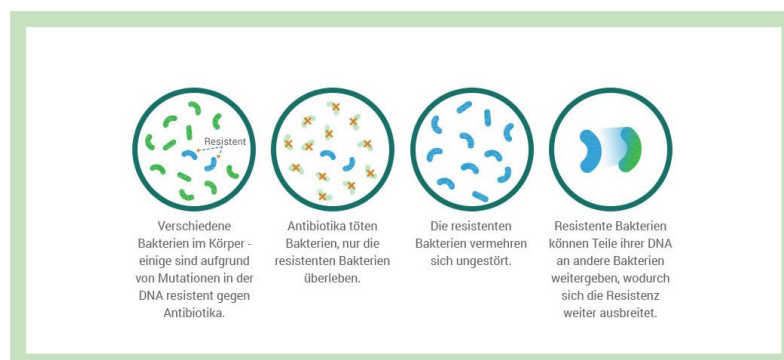 Resistent
Verschiedene
Bakterien im Körper -
einige sind aufgrund
von Mutationen in der
DNA resistent gegen
Antibiotika.
Antibiotika töten
Bakterien, nur die
resistenten Bakterien
überleben.
Die resistenten
Bakterien vermehren
sich ungestört.
Resistente Bakterien
können Teile ihrer DNA
an andere Bakterien
weitergeben, wodurch
sich die Resistenz
weiter ausbreitet.